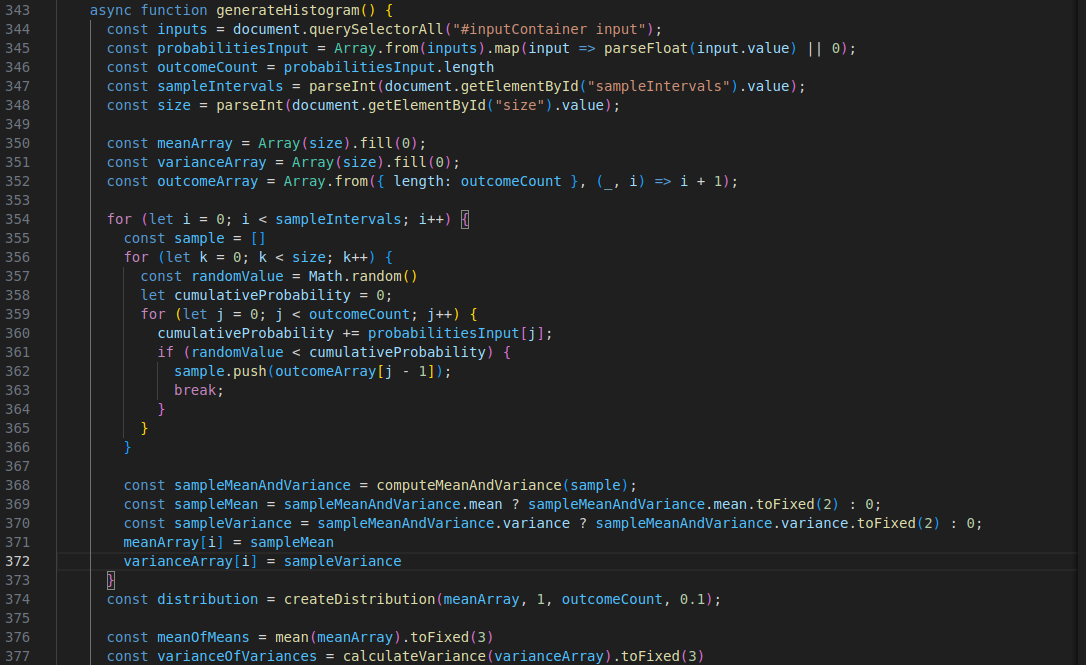 343 async function generateHistogram() {
344 const inputs = document.querySelectorAll("#inputContainer input");
345 const probabilitiesInput = Array.from(inputs).map(input => parseFloat(input.value) || 0);
346 const outcomeCount = probabilitiesInput.length
347 const sampleIntervals = parseInt(document.getElementById("sampleIntervals").value);
348 const size = parseInt(document.getElementById("size").value);
349
350 const meanArray = Array(size).fill(0);
351 const varianceArray = Array(size).fill(0);
352 const outcomeArray = Array.from({ length: outcomeCount }, (_, i) => i + 1);
353
354 for (let i = 0; i < sampleIntervals; i++) {
355 const sample = []
356 for (let k = 0; k < size; k++) {
357 const randomValue = Math.random()
358 let cumulativeProbability = 0;
359 for (let j = 0; j < outcomeCount; j++) {
360 cumulativeProbability += probabilitiesInput[j];
361 if (randomValue < cumulativeProbability) {
362 sample.push(outcomeArray[j - 1]);
363 break;
364 }
365 }
366 }
367
368 const sampleMeanAndVariance = computeMeanAndVariance(sample);
369 const sampleMean = sampleMeanAndVariance.mean ? sampleMeanAndVariance.mean.toFixed(2) : 0;
370 const sampleVariance = sampleMeanAndVariance.variance ? sampleMeanAndVariance.variance.toFixed(2) : 0;
371 meanArray[i] = sampleMean
372 varianceArray[i] = sampleVariance
373 }
374 const distribution = createDistribution(meanArray, 1, outcomeCount, 0.1);
375
376 const meanOfMeans = mean(meanArray).toFixed(3)
377 const varianceOfVariances = calculateVariance(varianceArray).toFixed(3)